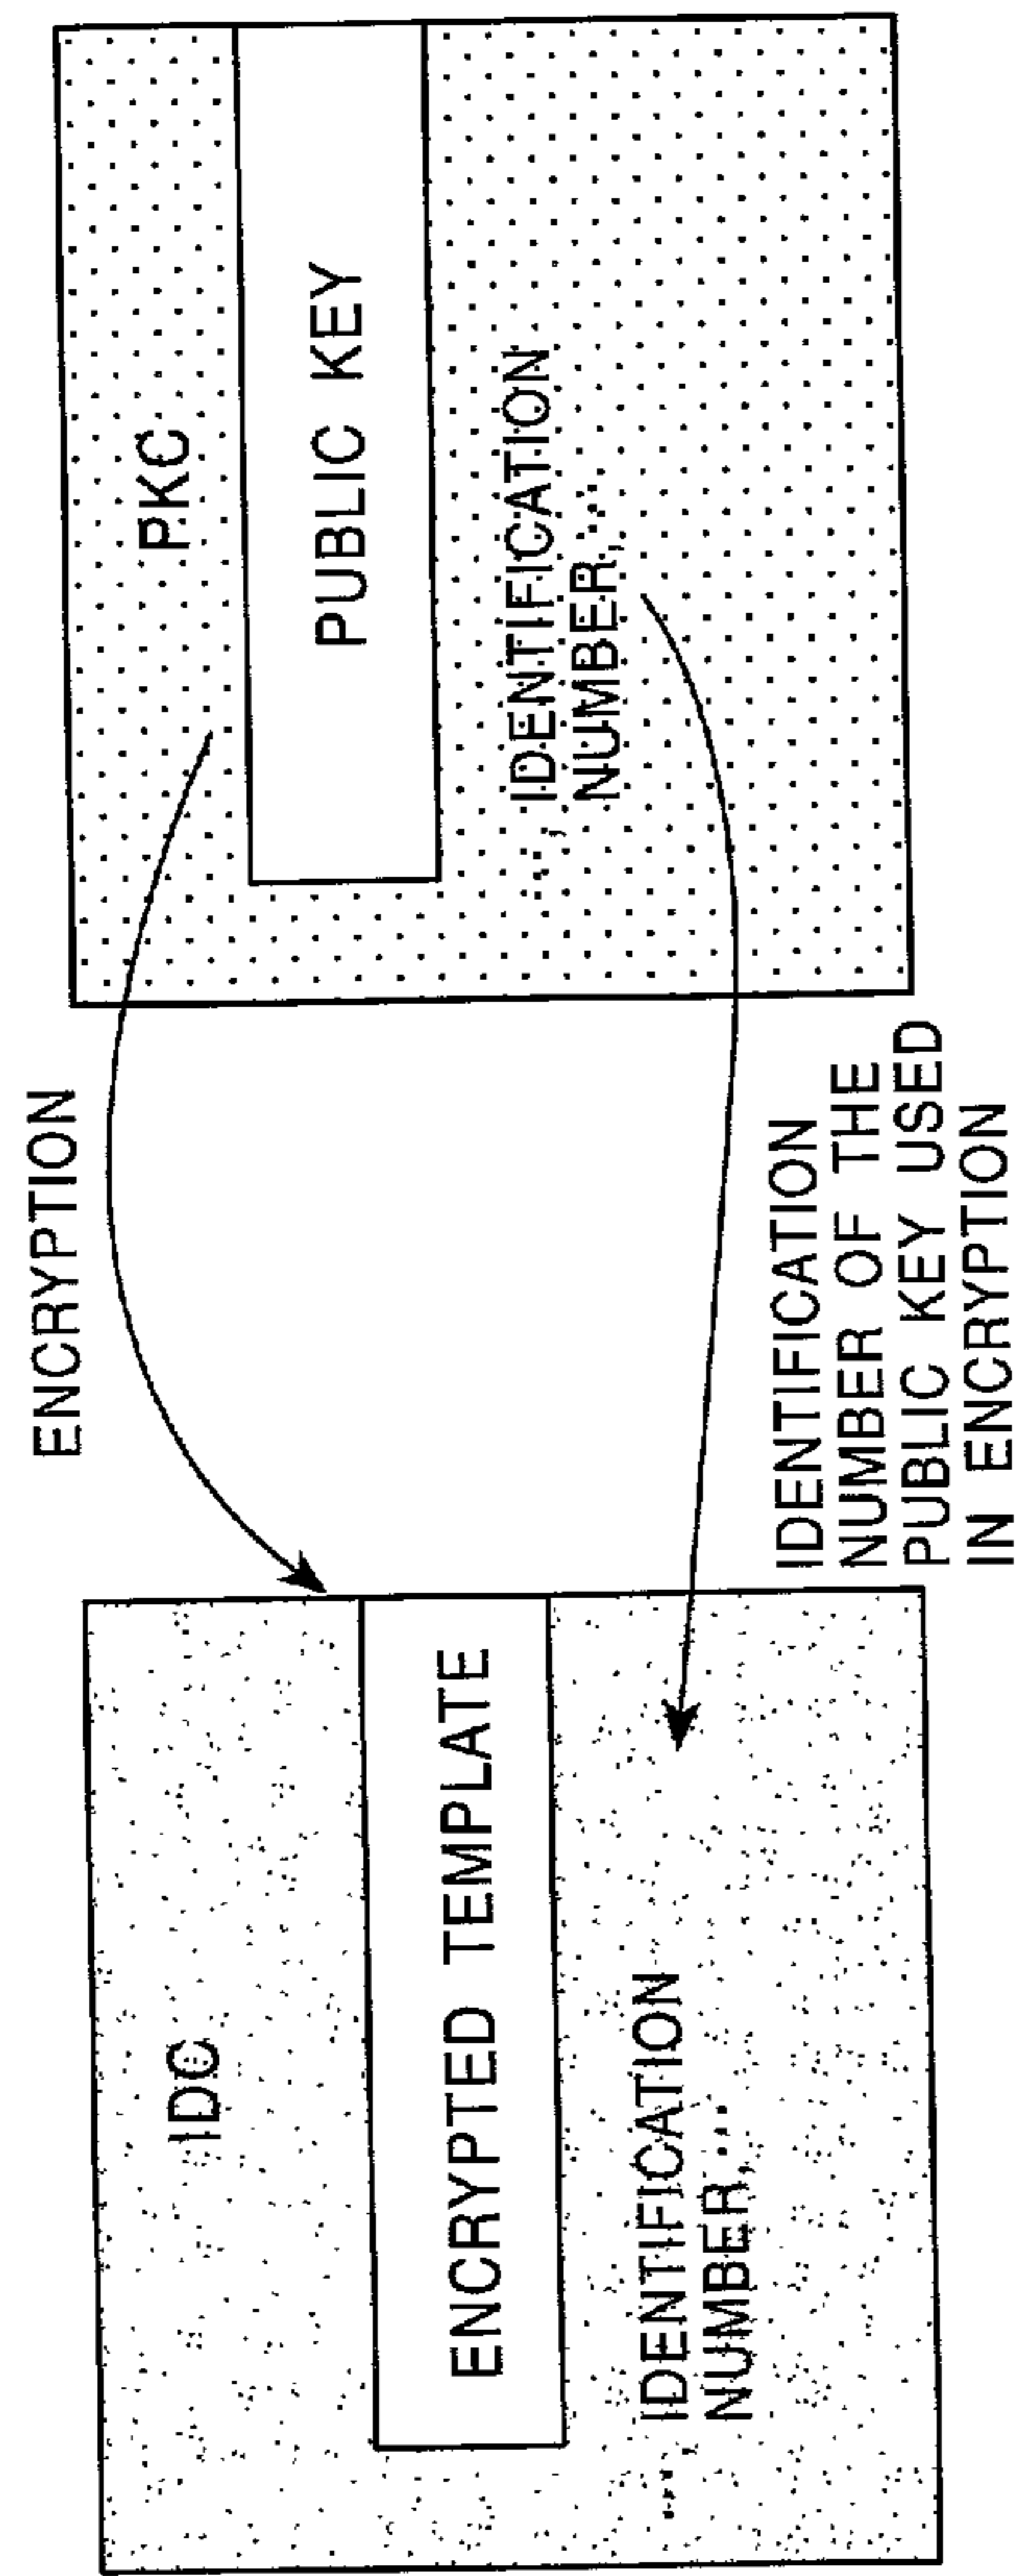 IDC
ENCRYPTED TEMPLATE
..., IDENTIFICATION
NUMBER,...
ENCRYPTION
IDENTIFICATION
NUMBER OF THE
PUBLIC KEY USED
IN ENCRYPTION
PKC
PUBLIC KEY
..., IDENTIFICATION
NUMBER,...